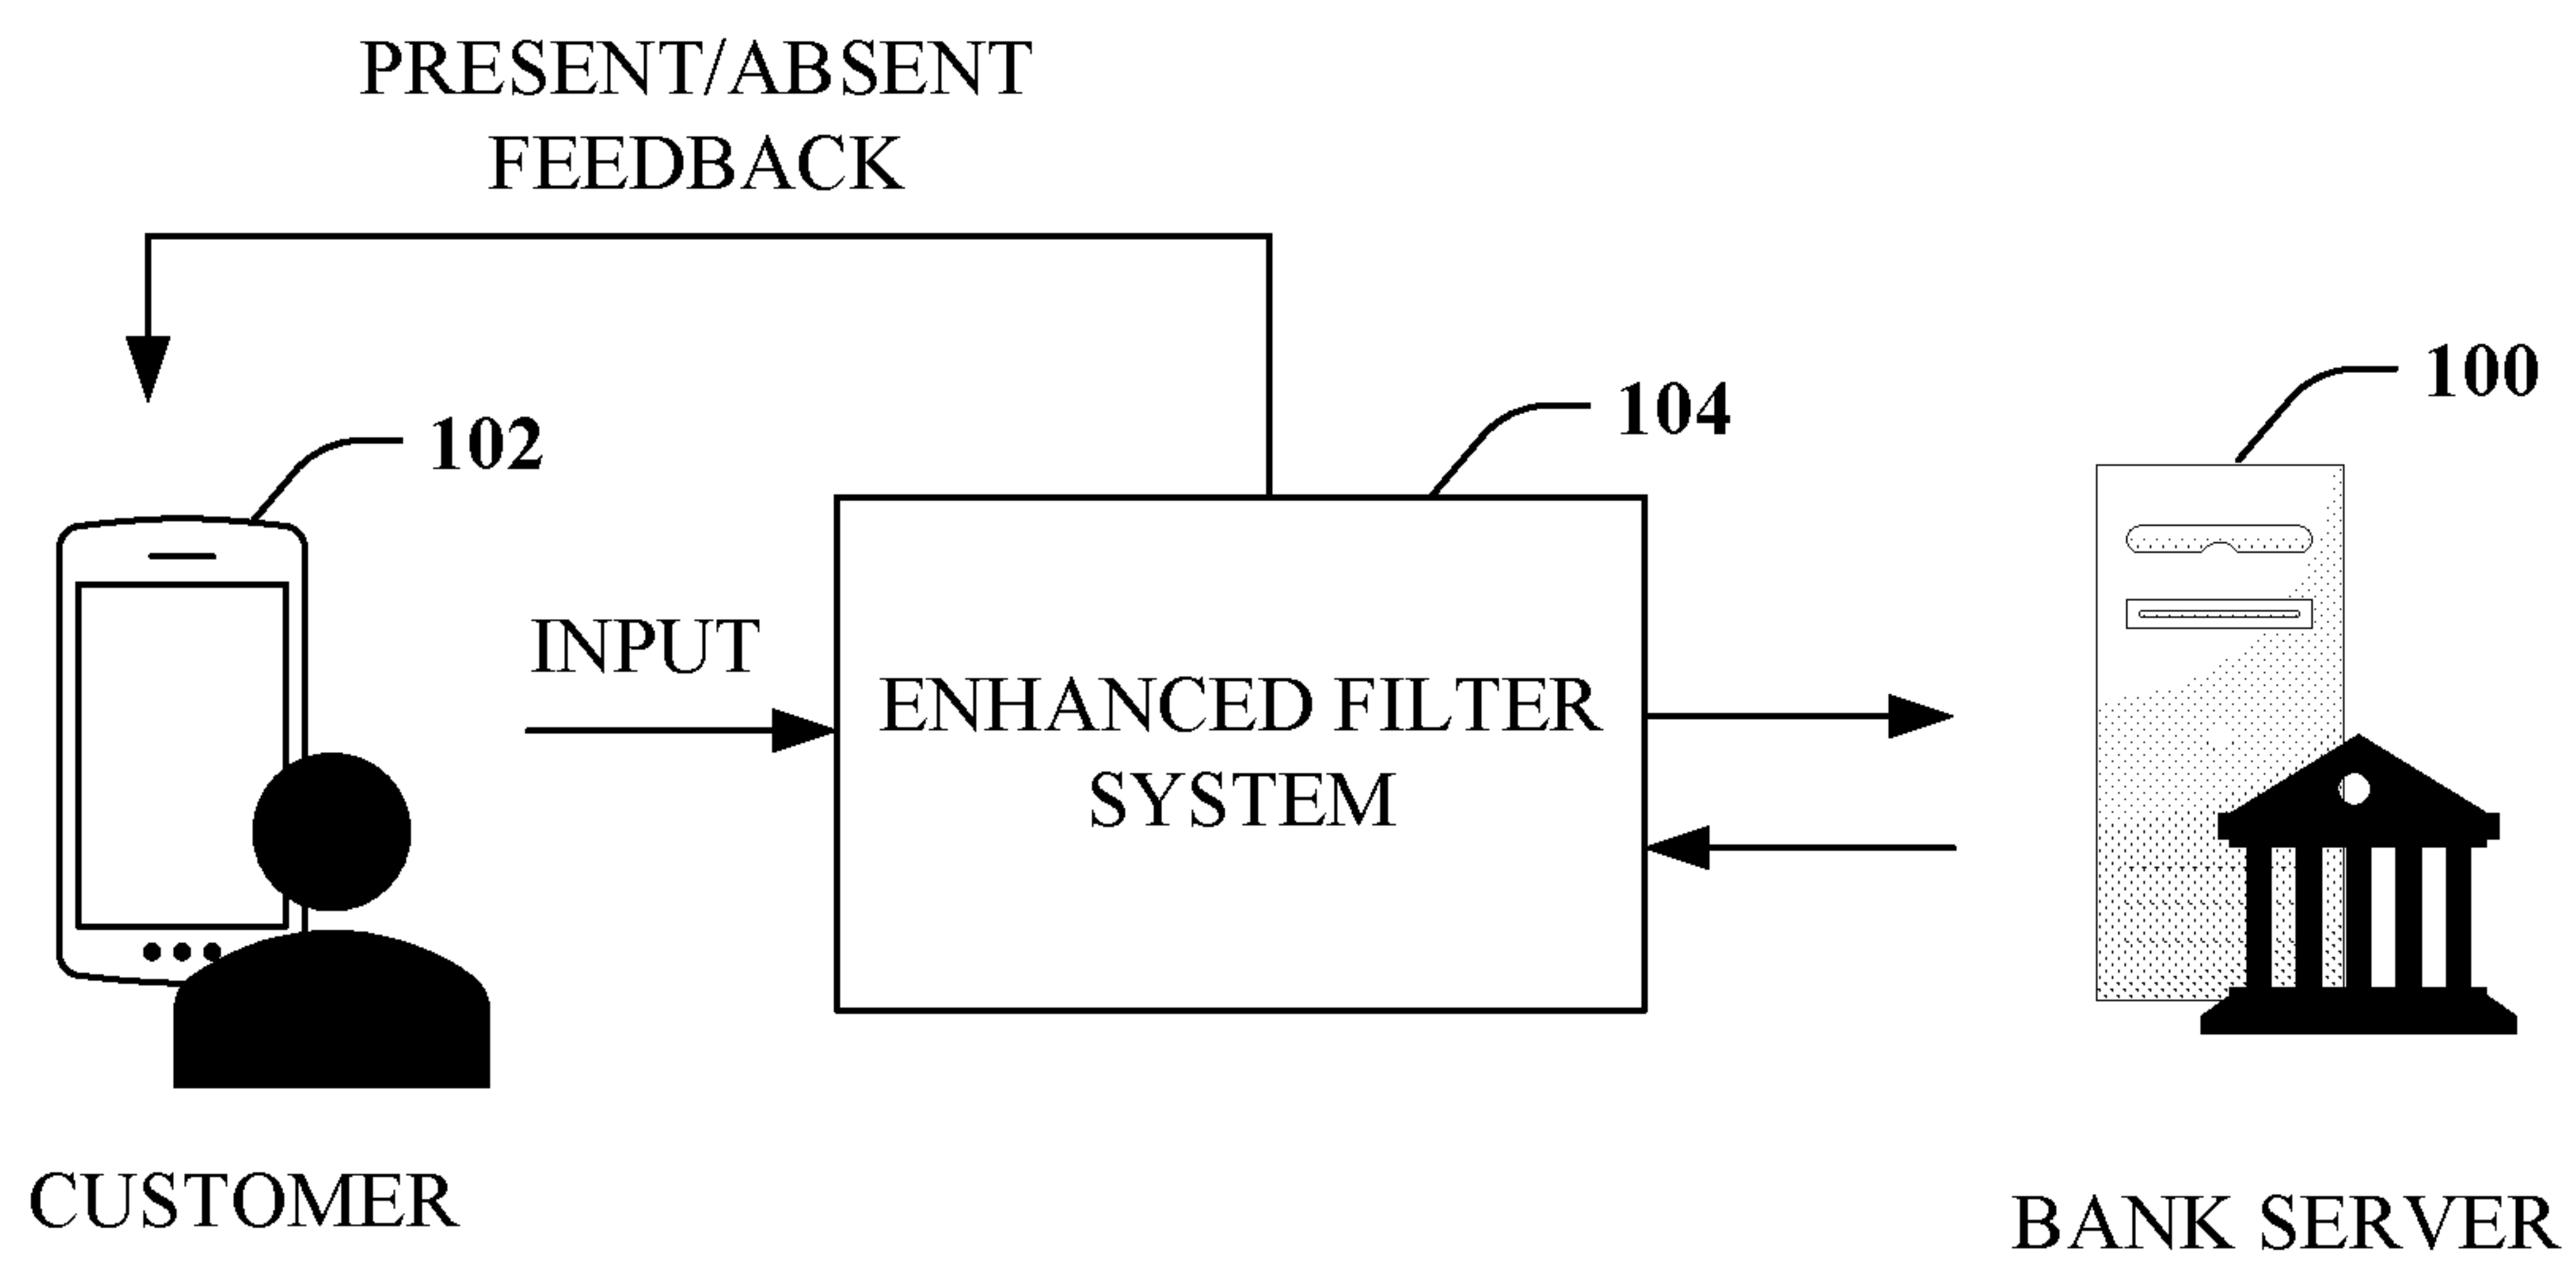 PRESENT/ABSENT
FEEDBACK
102
104
100
INPUT
ENHANCED FILTER
SYSTEM
CUSTOMER
BANK SERVER